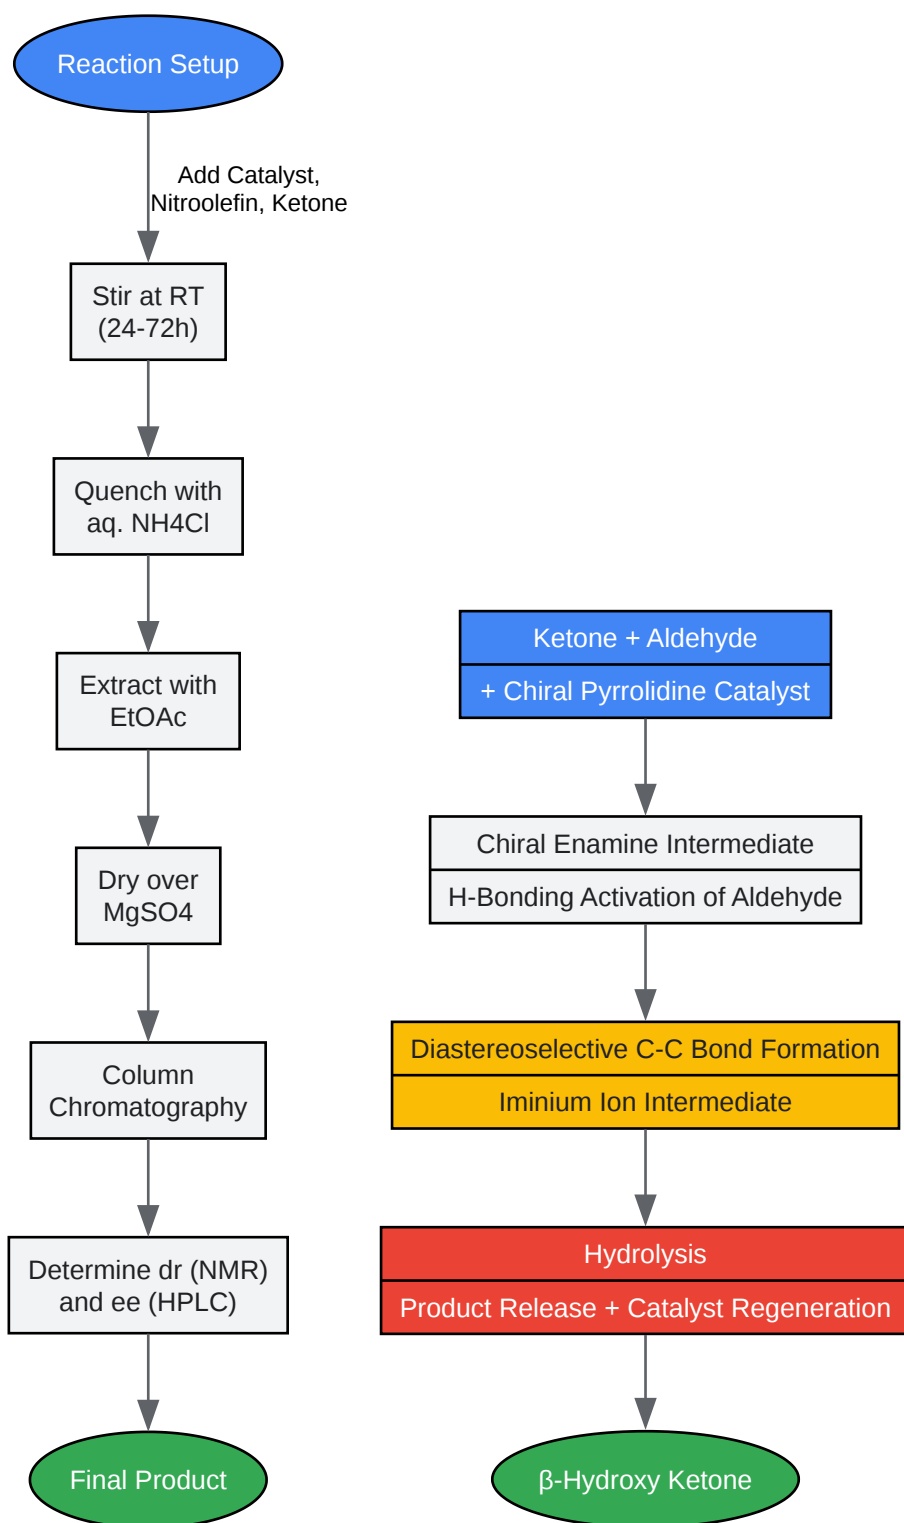 Reaction Setup
Add Catalyst,
Nitroolefin, Ketone
Stir at RT
(24-72h)
Quench with
aq. NH4Cl
Extract with
EtOAc
Dry over
MgSO4
Column
Chromatography
Determine dr (NMR)
and ee (HPLC)
Final Product
Ketone + Aldehyde
+ Chiral Pyrrolidine Catalyst
Chiral Enamine Intermediate
H-Bonding Activation of Aldehyde
Diastereoselective C-C Bond Formation
Iminium Ion Intermediate
Hydrolysis
Product Release + Catalyst Regeneration
β-Hydroxy Ketone